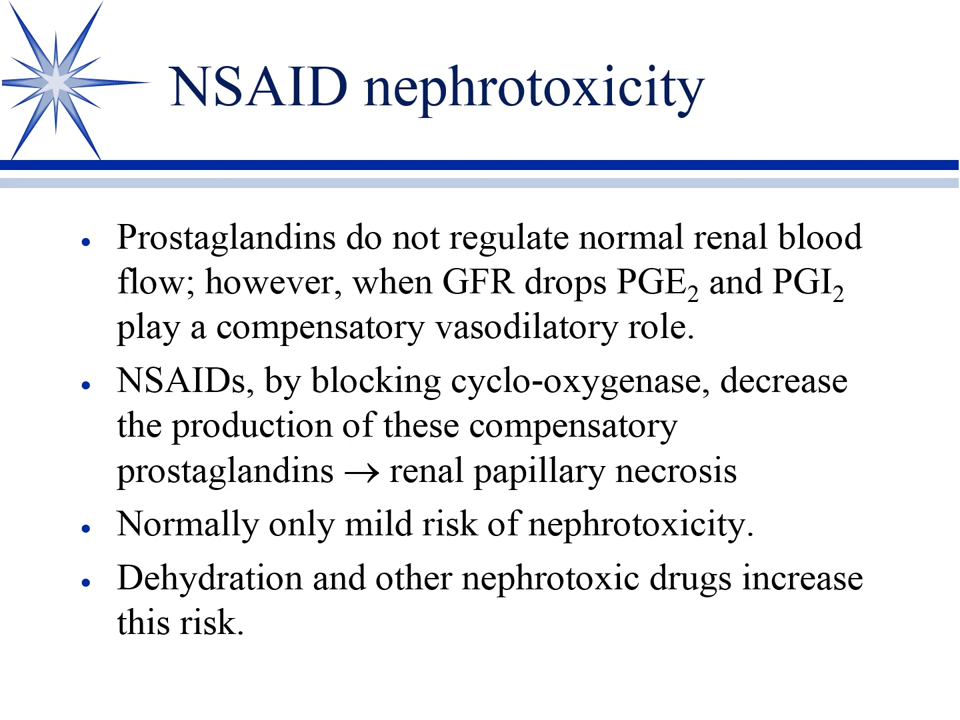 NSAID nephrotoxicity
• Prostaglandins do not regulate normal renal blood
flow; however, when GFR drops PGE₂ and PGI₂
play a compensatory vasodilatory role.
• NSAIDs, by blocking cyclo-oxygenase, decrease
the production of these compensatory
prostaglandins → renal papillary necrosis
• Normally only mild risk of nephrotoxicity.
• Dehydration and other nephrotoxic drugs increase
this risk.